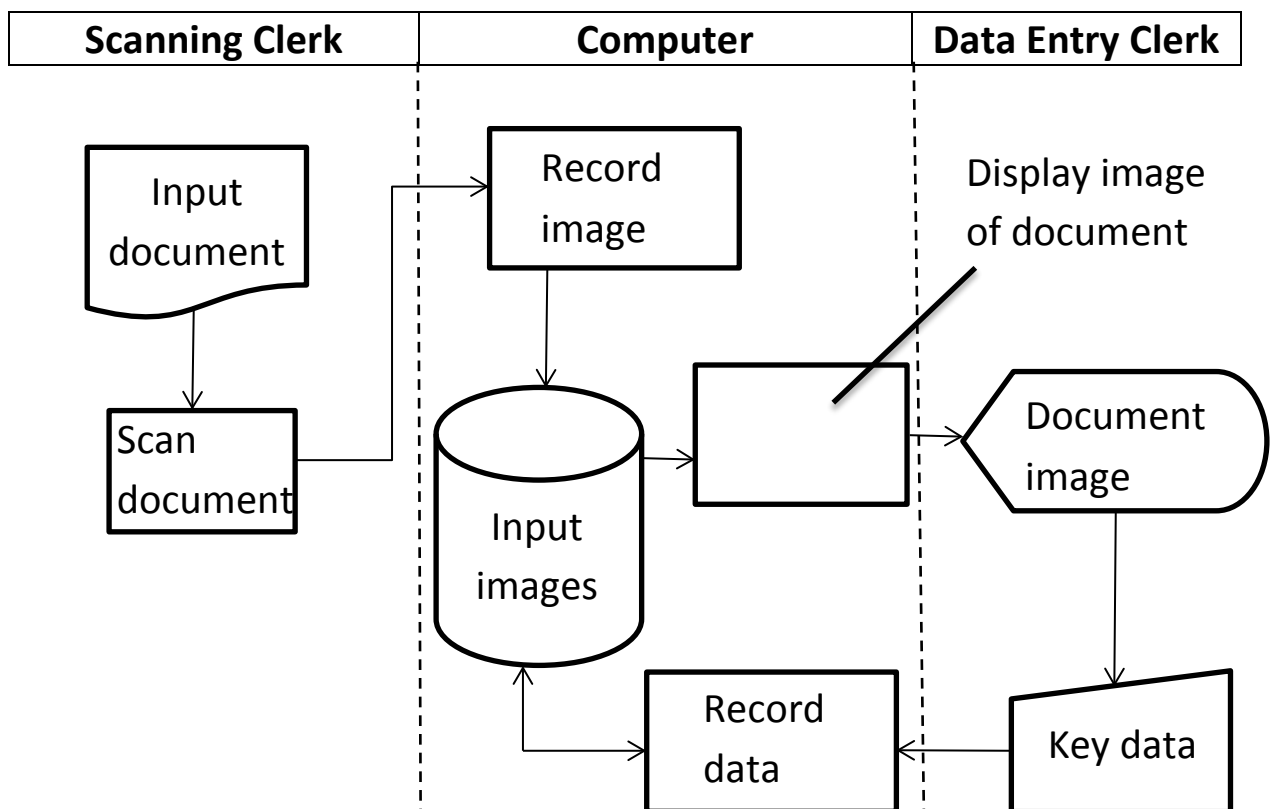 Scanning Clerk
Computer
Data Entry Clerk
Input
document
Record
image
Display image
of document
Scan
document
Input
images
Document
image
Record
data
Key data